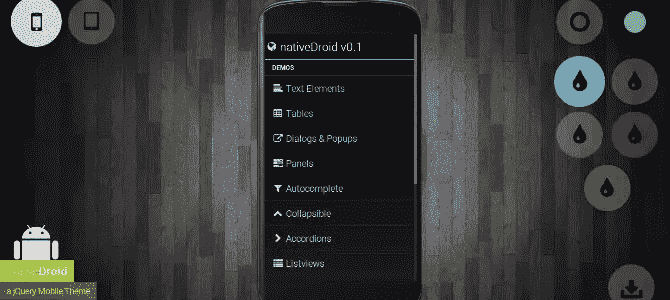 nativeDroid v0.1
DEMOS
Text Elements
Tables
Dialogs & Popups
Panels
Autocomplete
Collapsible
Accordions
Listviews
Droid
a jQuery Mobile Theme